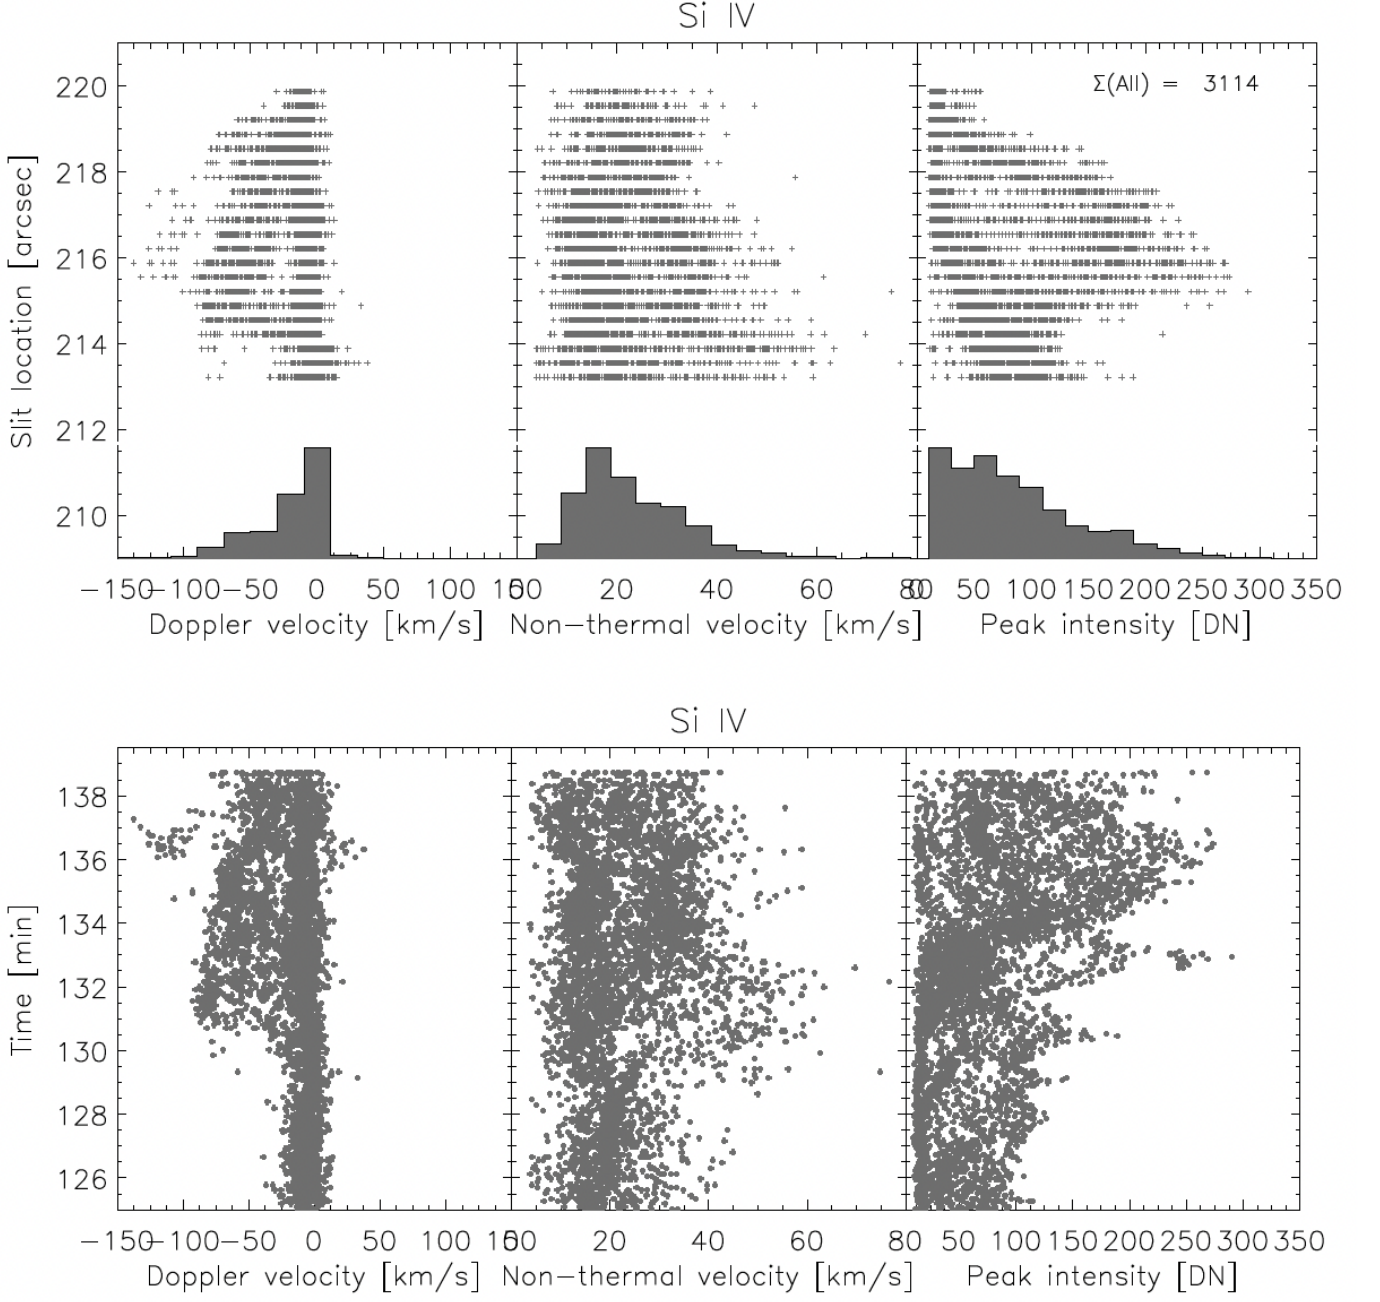 Si IV
Σ(All) = 3114
220
218
216
214
212
210
Slit location [arcsec]
−150 −100 −50 0 50 100 150 0 20 40 60 80 0 50 100 150 200 250 300 350
Doppler velocity [km/s] Non−thermal velocity [km/s] Peak intensity [DN]
Si IV
138
136
134
132
130
128
126
Time [min]
−150 −100 −50 0 50 100 150 0 20 40 60 80 0 50 100 150 200 250 300 350
Doppler velocity [km/s] Non−thermal velocity [km/s] Peak intensity [DN]